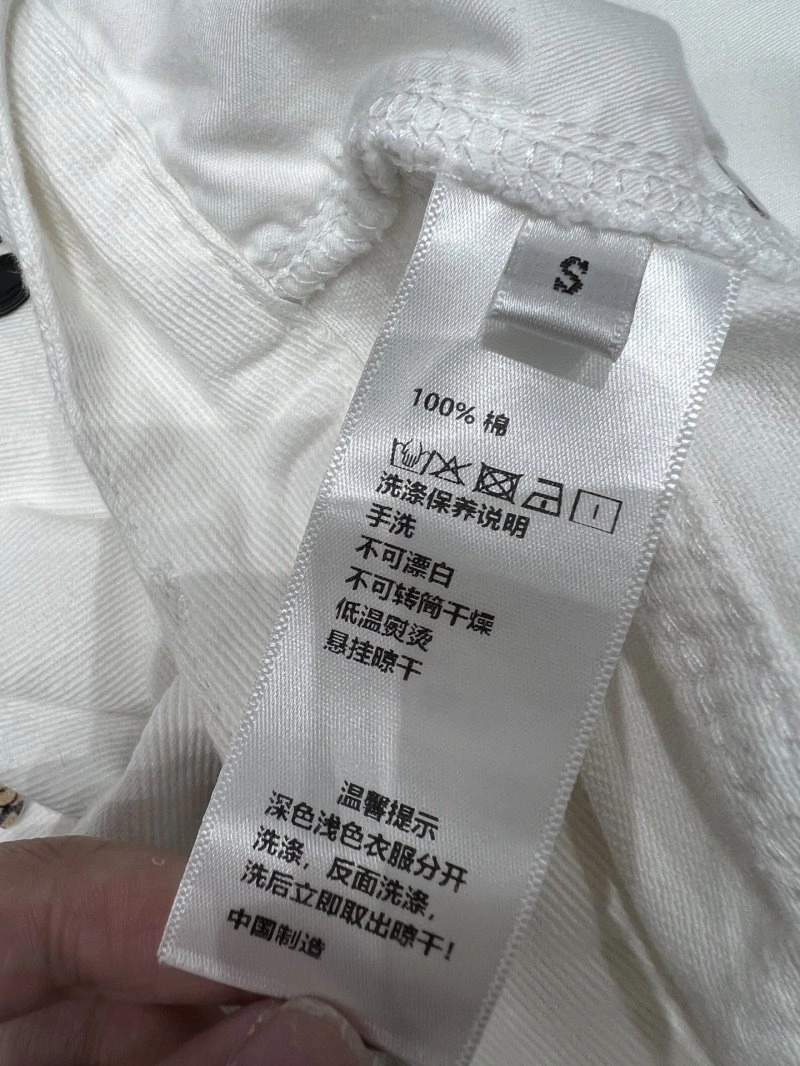 S
100% 棉
洗涤保养说明
手洗
不可漂白
不可转筒干燥
低温熨烫
悬挂晾干
温馨提示
深色浅色衣服分开
洗涤，反面洗涤，
洗后立即取出晾干!
中国制造